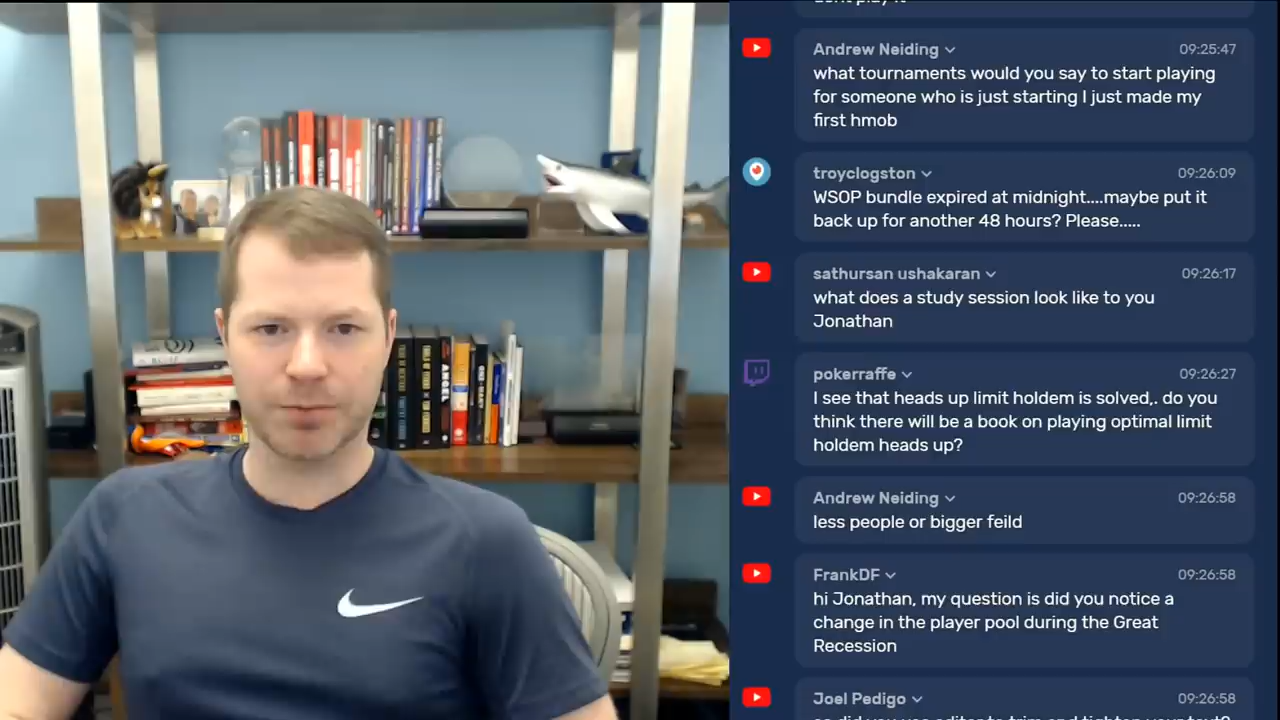 Andrew Neiding
09:25:47
what tournaments would you say to start playing
for someone who is just starting I just made my
first hmob
troyclogston
09:26:09
WSOP bundle expired at midnight....maybe put it
back up for another 48 hours? Please.....
sathursan ushakaran
09:26:17
what does a study session look like to you
Jonathan
pokerraffe
09:26:27
I see that heads up limit holdem is solved,. do you
think there will be a book on playing optimal limit
holdem heads up?
Andrew Neiding
09:26:58
less people or bigger feild
FrankDF
09:26:58
hi Jonathan, my question is did you notice a
change in the player pool during the Great
Recession
Joel Pedigo
09:26:58